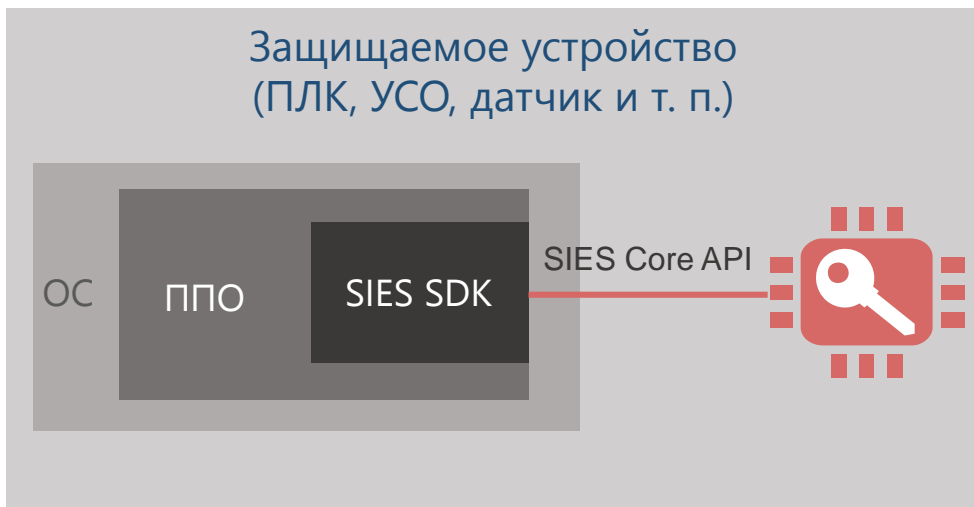 Защищаемое устройство
(ПЛК, УСО, датчик и т. п.)
SIES Core API
ОС
ППО
SIES SDK